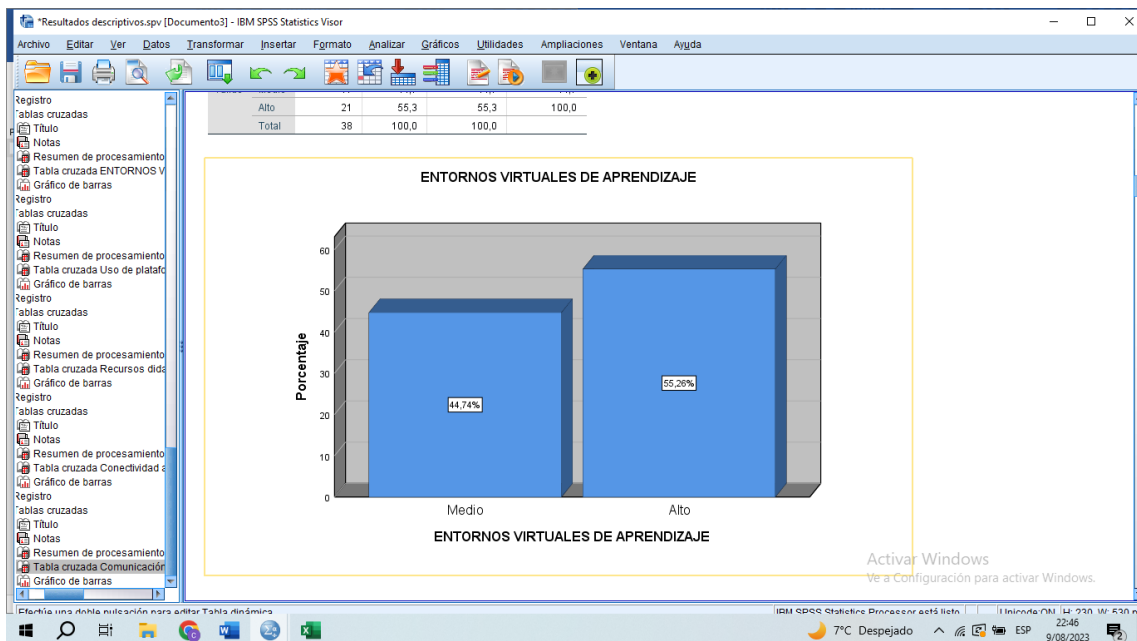 *Resultados descriptivos.spv [Documento3] - IBM SPSS Statistics Visor
Archivo Editar Ver Datos Transformar Insertar Formato Analizar Gráficos Utilidades Ampliaciones Ventana Ayuda
Registro
Tablas cruzadas
Título
Notas
Resumen de procesamiento
Tabla cruzada ENTORNOS V
Gráfico de barras
Registro
Tablas cruzadas
Título
Notas
Resumen de procesamiento
Tabla cruzada Uso de platafo
Gráfico de barras
Registro
Tablas cruzadas
Título
Notas
Resumen de procesamiento
Tabla cruzada Recursos dida
Gráfico de barras
Registro
Tablas cruzadas
Título
Notas
Resumen de procesamiento
Tabla cruzada Conectividad a
Gráfico de barras
Registro
Tablas cruzadas
Título
Notas
Resumen de procesamiento
Tabla cruzada Comunicación
Gráfico de barras
Alto 21 55,3 55,3 100,0
Total 38 100,0 100,0
ENTORNOS VIRTUALES DE APRENDIZAJE
Porcentaje
60
50
40
30
20
10
0
44,74%
55,26%
Medio Alto
ENTORNOS VIRTUALES DE APRENDIZAJE
Activar Windows
Ve a Configuración para activar Windows.
Efectúe una doble pulsación para editar Tabla dinámica
IBM SPSS Statistics Processor está listo Unicode:ON H: 230, W: 530 p
7°C Despejado ESP 22:46
9/08/2023 2